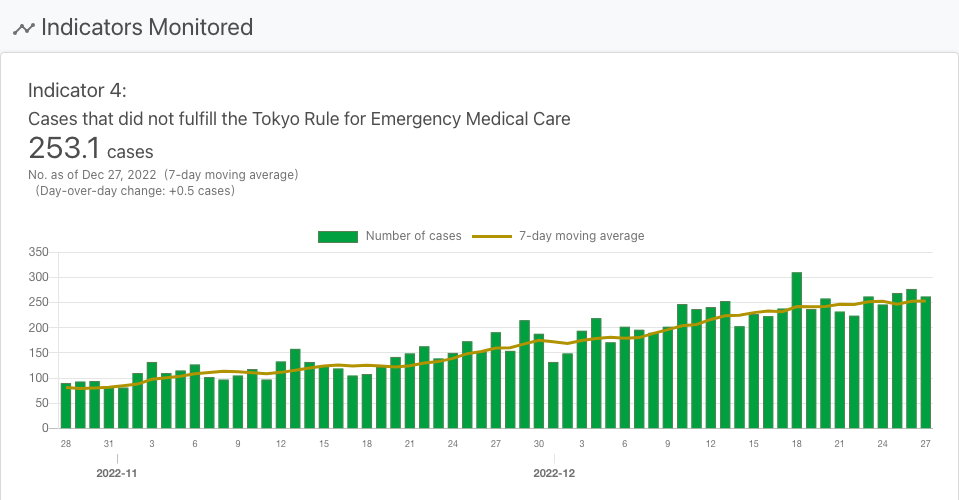 Indicators Monitored
Indicator 4:
Cases that did not fulfill the Tokyo Rule for Emergency Medical Care
253.1 cases
No. as of Dec 27, 2022 (7-day moving average)
(Day-over-day change: +0.5 cases)
Number of cases 7-day moving average
350
300
250
200
150
100
50
0
28 31 3 6 9 12 15 18 21 24 27 30 3 6 9 12 15 18 21 24 27
2022-11 2022-12